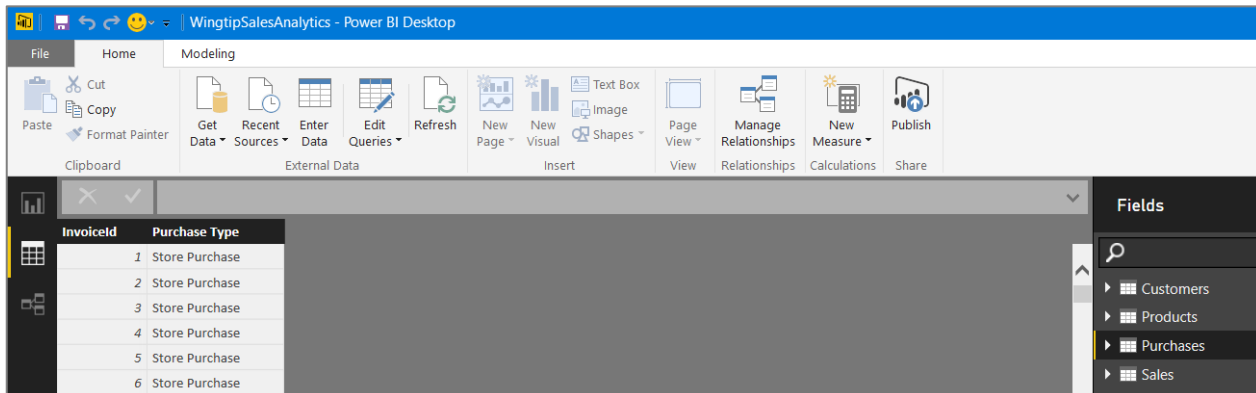 WingtipSalesAnalytics - Power BI Desktop
File Home Modeling
Cut
Copy
Format Painter
Paste
Get Data
Recent Sources
Enter Data
Edit Queries
Refresh
New Page
New Visual
Text Box
Image
Shapes
Page View
Manage Relationships
New Measure
Publish
Clipboard External Data Insert View Relationships Calculations Share
Fields
InvoiceId Purchase Type
1 Store Purchase
2 Store Purchase
3 Store Purchase
4 Store Purchase
5 Store Purchase
6 Store Purchase
Customers
Products
Purchases
Sales